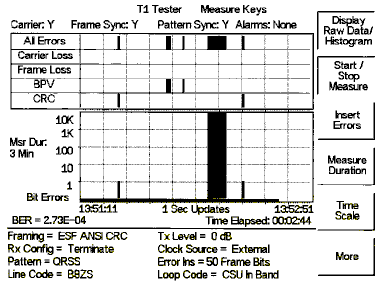 T1 Tester Measure Keys
Carrier: Y Frame Sync: Y Pattern Sync: Y Alarms: None
All Errors
Carrier Loss
Frame Loss
BPV
CRC
Msr Dur:
3 Min
10K
1K
100
10
1
Bit Errors
13:51:11 1 Sec Updates 13:52:51
BER = 2.73E-04 Time Elapsed: 00:02:44
Framing = ESF ANSI CRC Tx Level = 0 dB
Rx Config = Terminate Clock Source = External
Pattern = QRSS Error Ins = 50 Frame Bits
Line Code = B8ZS Loop Code = CSU In Band
Display
Raw Data/
Histogram
Start /
Stop
Measure
Insert
Errors
Measure
Duration
Time
Scale
More